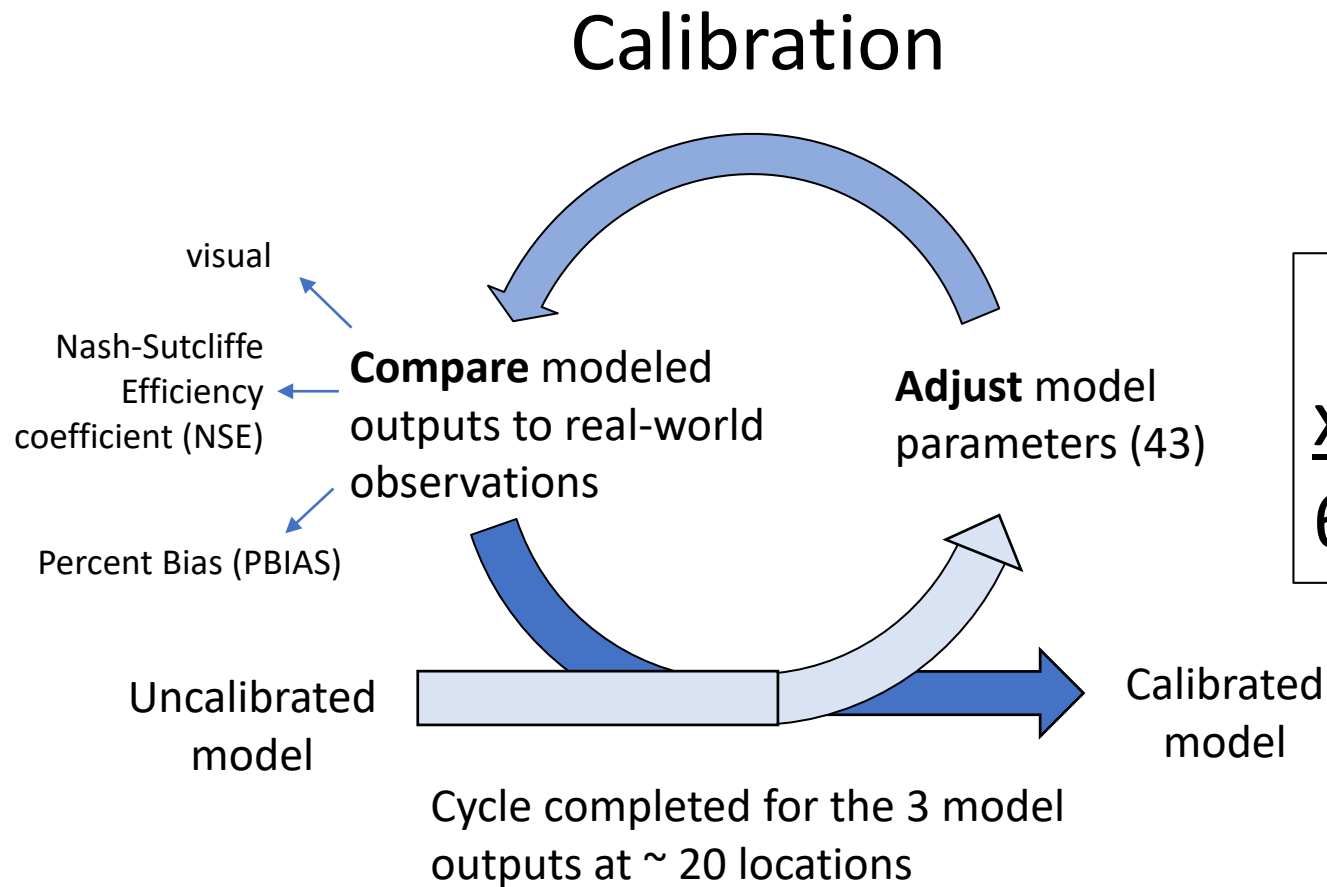 Calibration
visual
Nash-Sutcliffe
Efficiency
coefficient (NSE)
Percent Bias (PBIAS)
Compare modeled
outputs to real-world
observations
Adjust model
parameters (43)
Uncalibrated
model
Calibrated
model
Cycle completed for the 3 model
outputs at ~ 20 locations